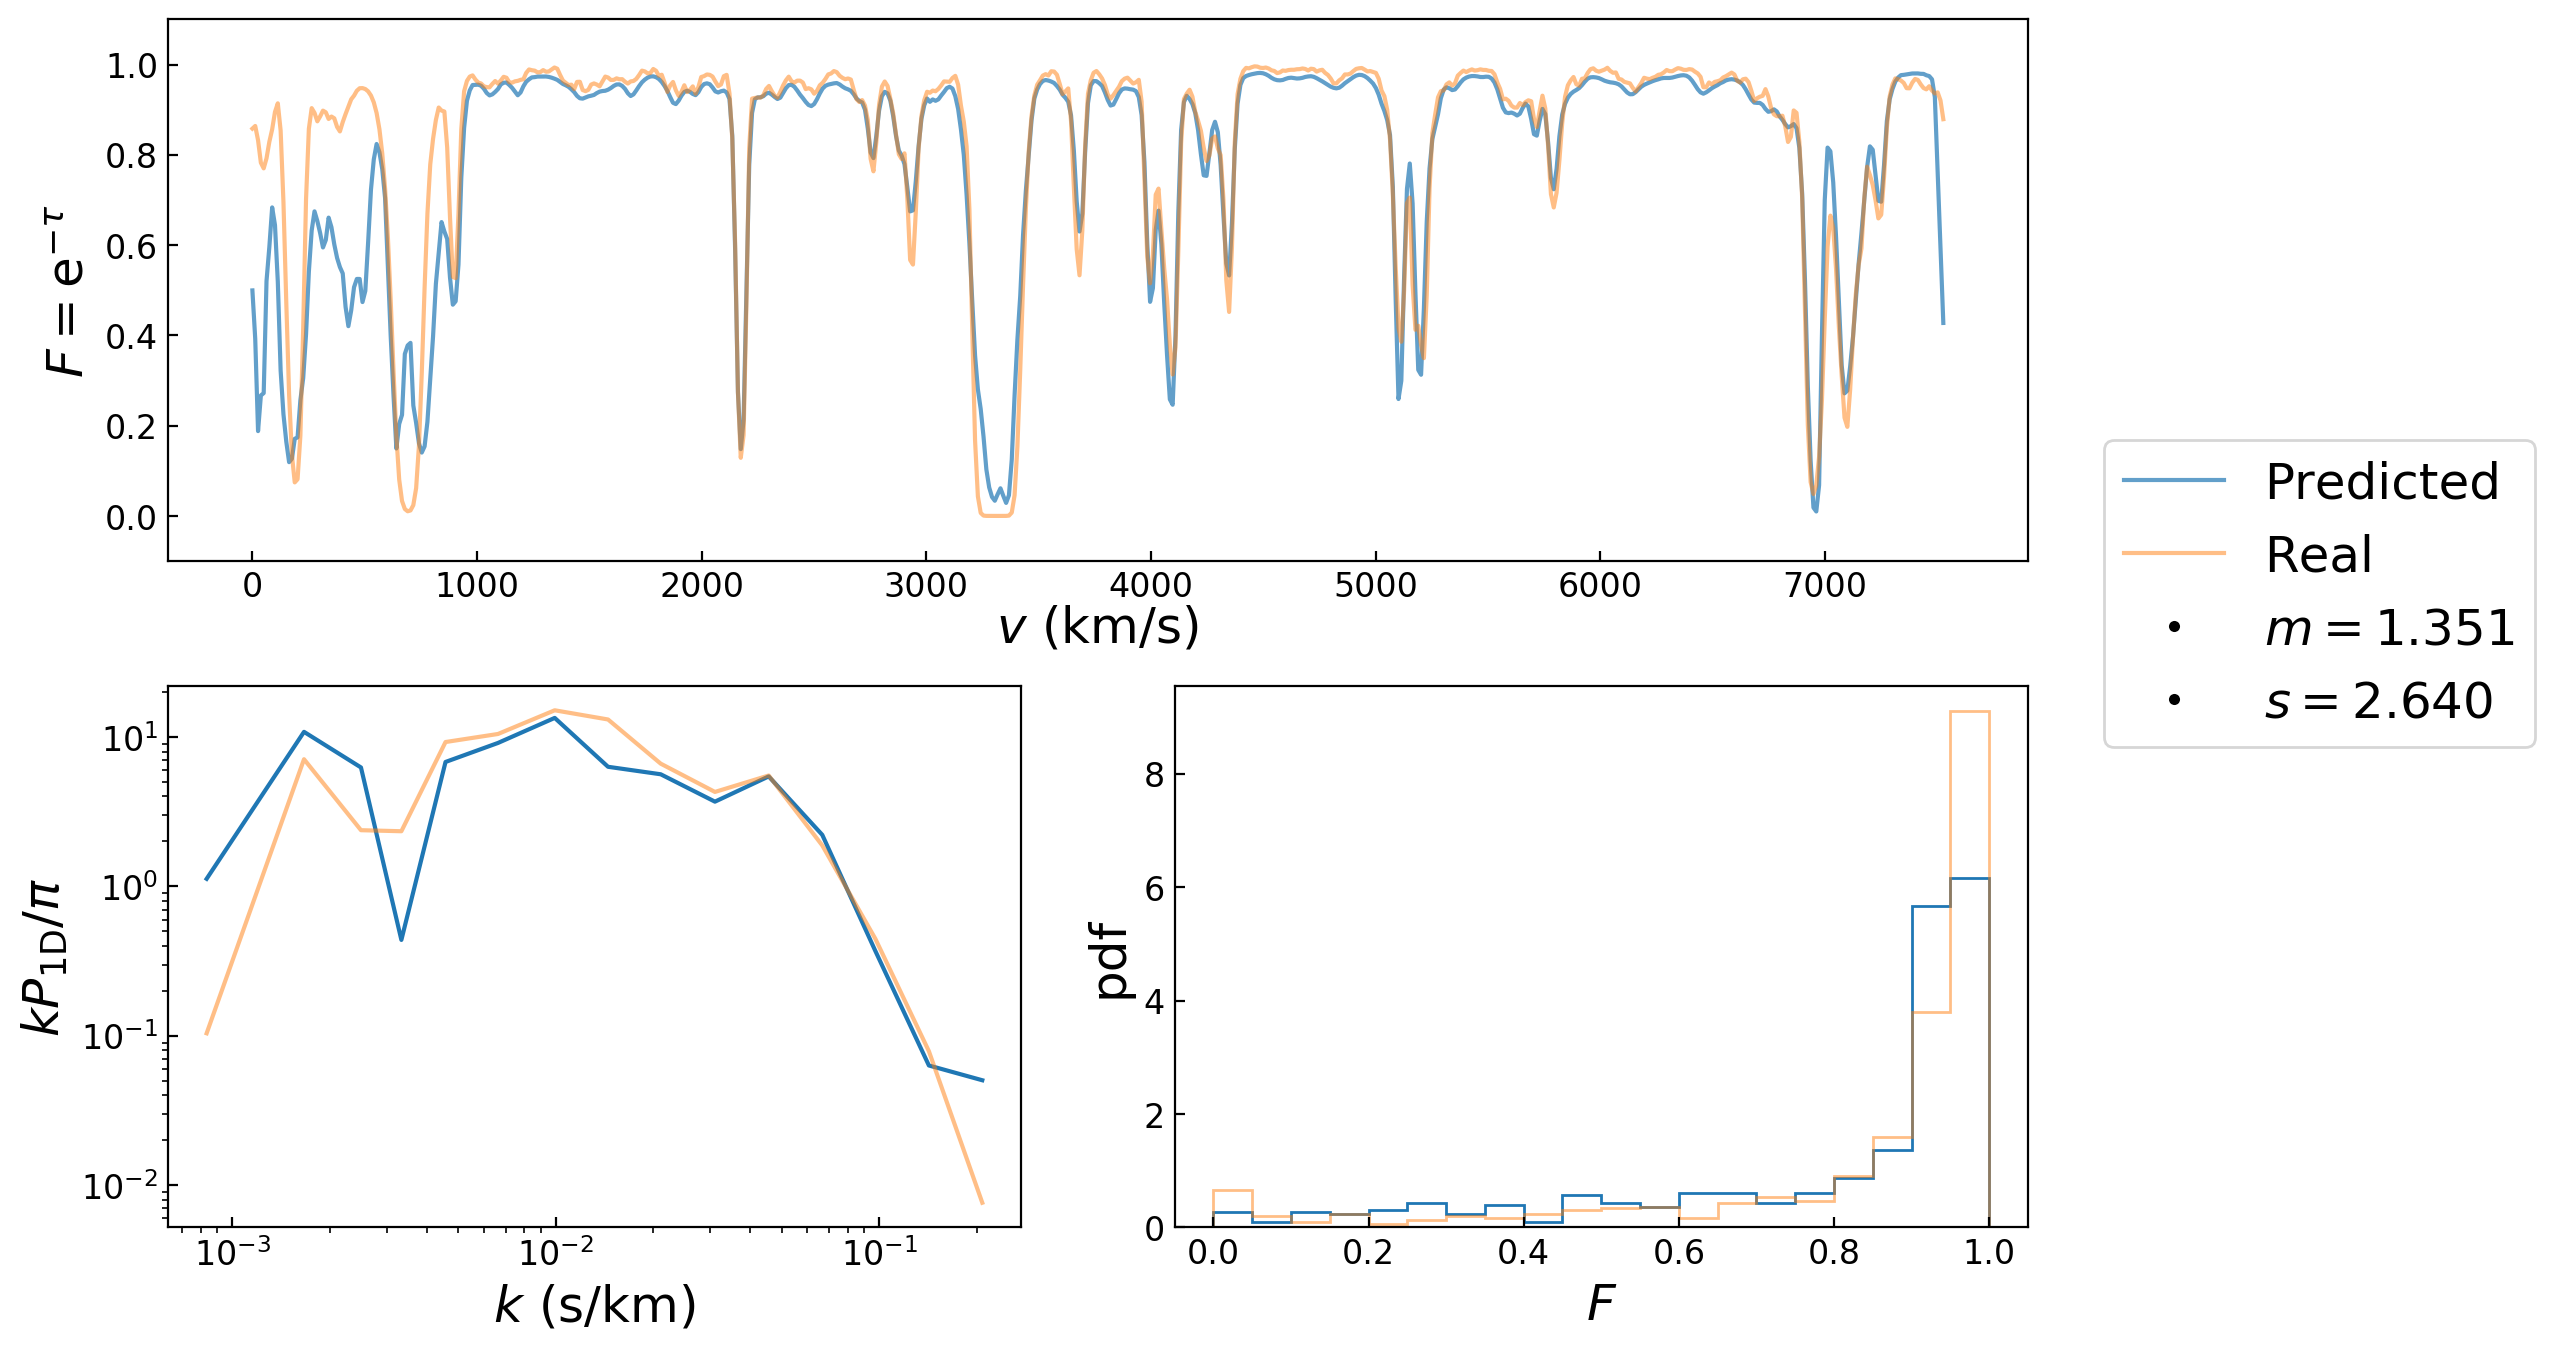 1.0
0.8
0.6
0.4
0.2
0.0
F = e^{−τ}
0 1000 2000 3000 4000 5000 6000 7000
v (km/s)
Predicted
Real
m = 1.351
s = 2.640
10^1
10^0
10^{−1}
10^{−2}
kP_{1D}/π
10^{−3} 10^{−2} 10^{−1}
k (s/km)
8
6
4
2
0
pdf
0.0 0.2 0.4 0.6 0.8 1.0
F